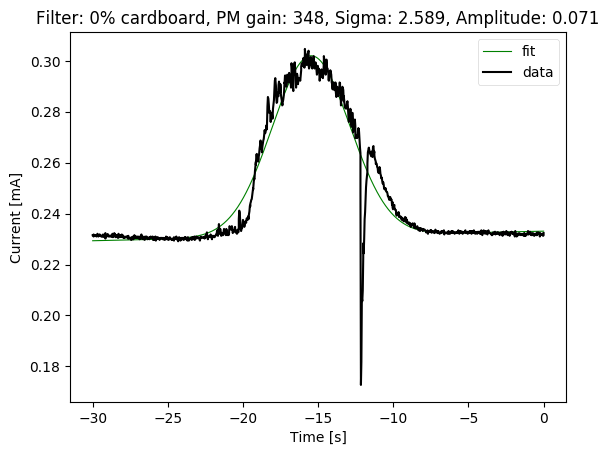 Filter: 0% cardboard, PM gain: 348, Sigma: 2.589, Amplitude: 0.071
fit
data
0.30
0.28
0.26
0.24
0.22
0.20
0.18
Current [mA]
−30 −25 −20 −15 −10 −5 0
Time [s]